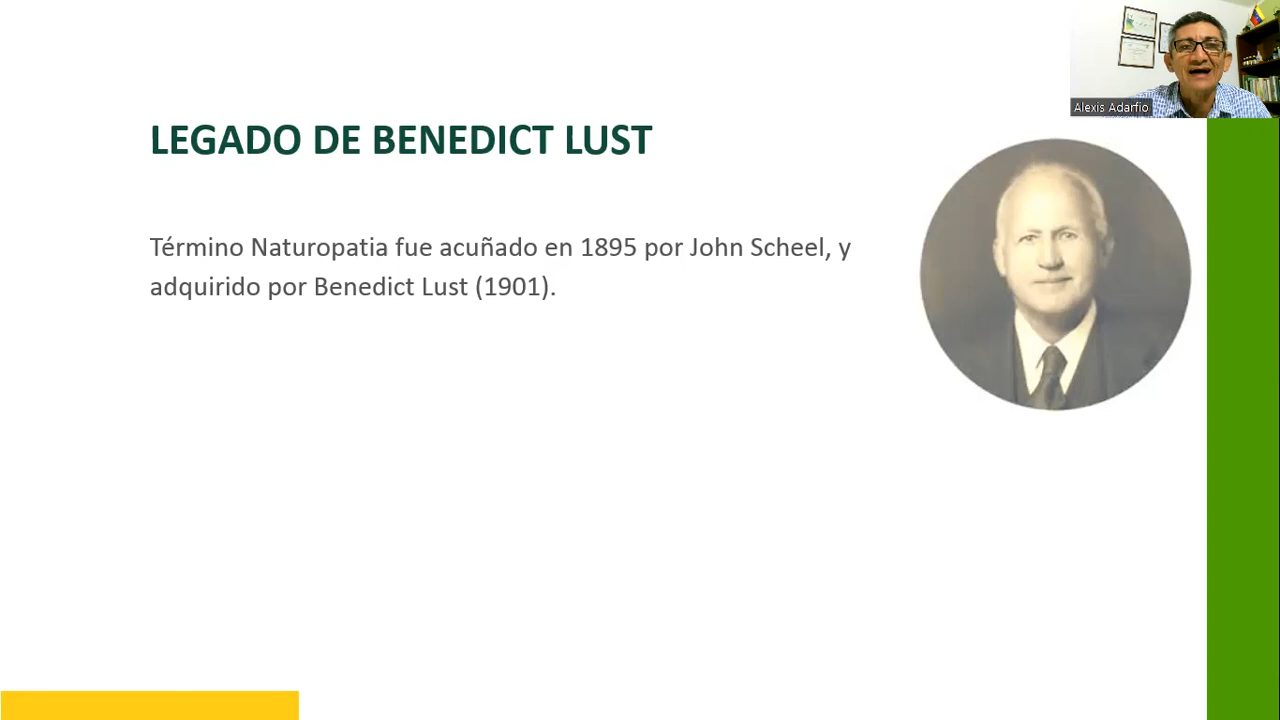 Alexis Adarfio
LEGADO DE BENEDICT LUST
Término Naturopatia fue acuñado en 1895 por John Scheel, y
adquirido por Benedict Lust (1901).